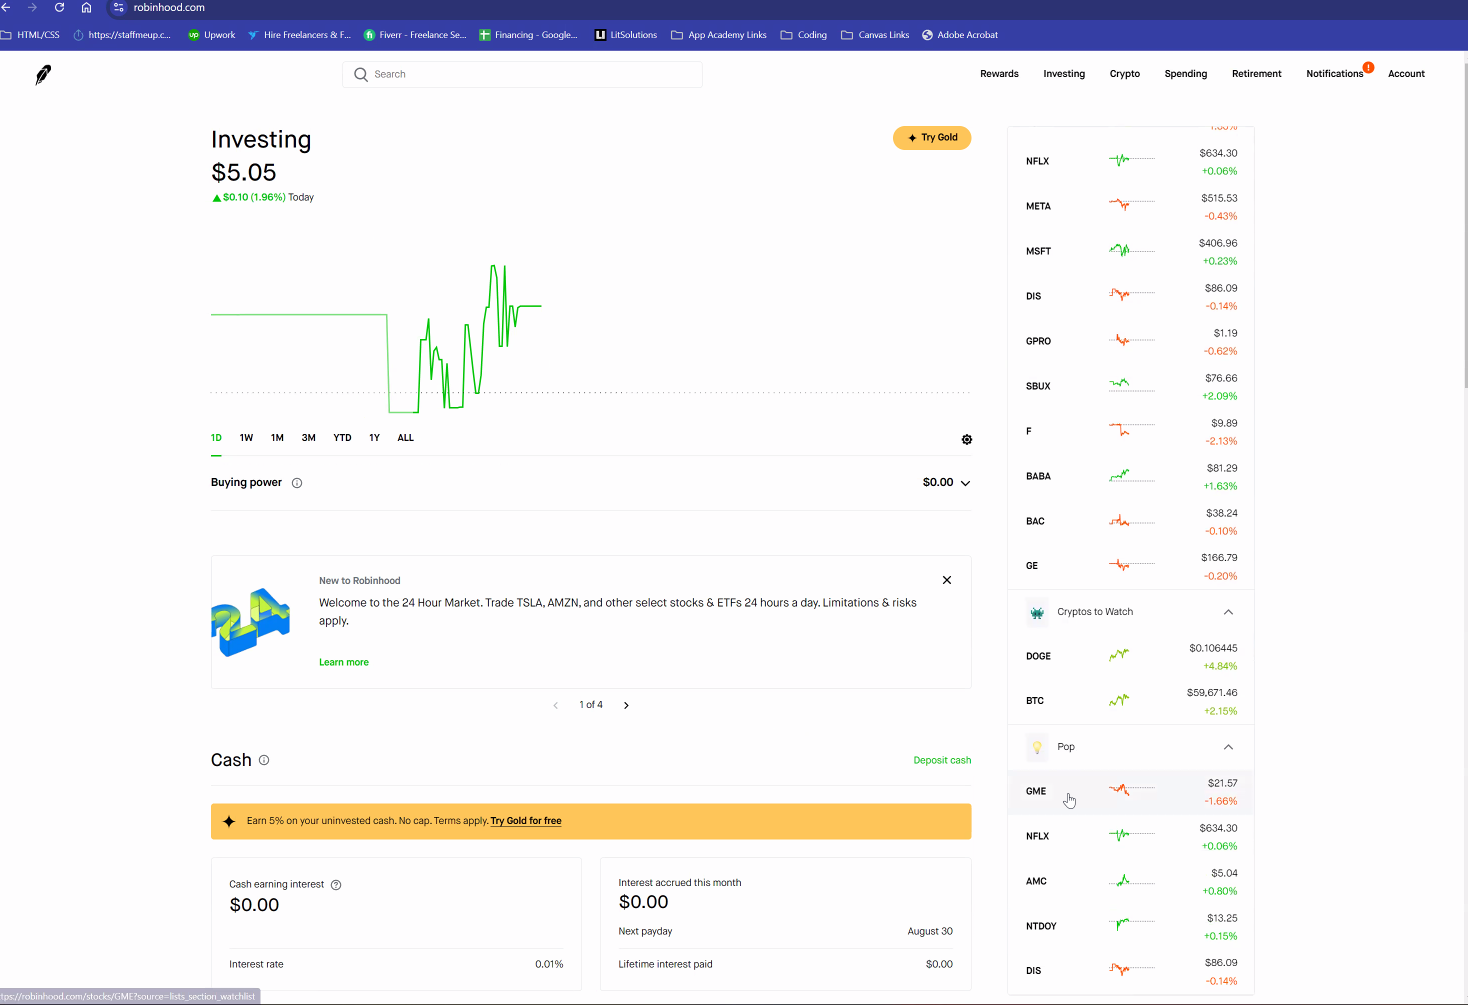 robinhood.com
HTML/CSS
https://staffmeup.c...
Upwork
Hire Freelancers & F...
Fiverr - Freelance Se...
Financing - Google...
LitSolutions
App Academy Links
Coding
Canvas Links
Adobe Acrobat
Search
Rewards
Investing
Crypto
Spending
Retirement
Notifications
!
Account
Investing
$5.05
$0.10 (1.96%) Today
Try Gold
1D
1W
1M
3M
YTD
1Y
ALL
Buying power
$0.00
24
New to Robinhood
Welcome to the 24 Hour Market. Trade TSLA, AMZN, and other select stocks & ETFs 24 hours a day. Limitations & risks
apply.
Learn more
1 of 4
Cash
Deposit cash
Earn 5% on your uninvested cash. No cap. Terms apply. Try Gold for free
Cash earning interest
$0.00
Interest rate
0.01%
Interest accrued this month
$0.00
Next payday
August 30
Lifetime interest paid
$0.00
NFLX
$634.30
+0.06%
META
$515.53
-0.43%
MSFT
$406.96
+0.23%
DIS
$86.09
-0.14%
GPRO
$1.19
-0.62%
SBUX
$76.66
+2.09%
F
$9.89
-2.13%
BABA
$81.29
+1.63%
BAC
$38.24
-0.10%
GE
$166.79
-0.20%
Cryptos to Watch
DOGE
$0.106445
+4.84%
BTC
$59,671.46
+2.15%
Pop
GME
$21.57
-1.66%
NFLX
$634.30
+0.06%
AMC
$5.04
+0.80%
NTDOY
$13.25
+0.15%
DIS
$86.09
-0.14%
tps://robinhood.com/stocks/GME?source=lists_section_watchlist